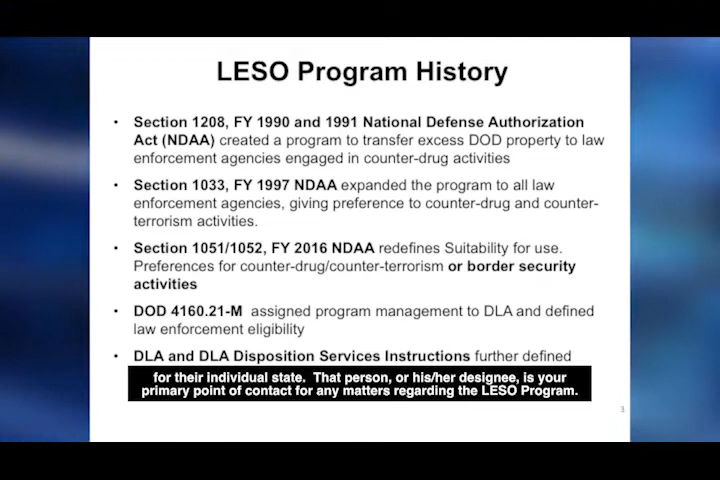 LESO Program History
• Section 1208, FY 1990 and 1991 National Defense Authorization
Act (NDAA) created a program to transfer excess DOD property to law
enforcement agencies engaged in counter-drug activities
• Section 1033, FY 1997 NDAA expanded the program to all law
enforcement agencies, giving preference to counter-drug and counter-
terrorism activities.
• Section 1051/1052, FY 2016 NDAA redefines Suitability for use.
Preferences for counter-drug/counter-terrorism or border security
activities
• DOD 4160.21-M assigned program management to DLA and defined
law enforcement eligibility
• DLA and DLA Disposition Services Instructions further defined
for their individual state. That person, or his/her designee, is your
primary point of contact for any matters regarding the LESO Program.
3